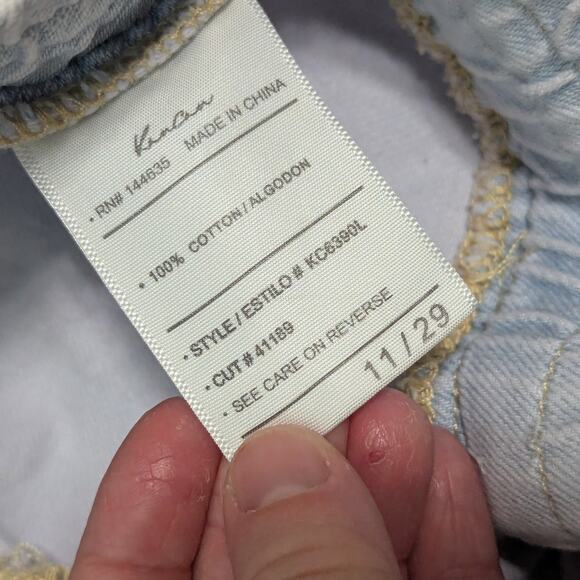 KanCan
• RN# 144635 MADE IN CHINA
• 100% COTTON / ALGODON
• STYLE / ESTILO # KC6390L
• CUT # 41189
• SEE CARE ON REVERSE
11 / 29